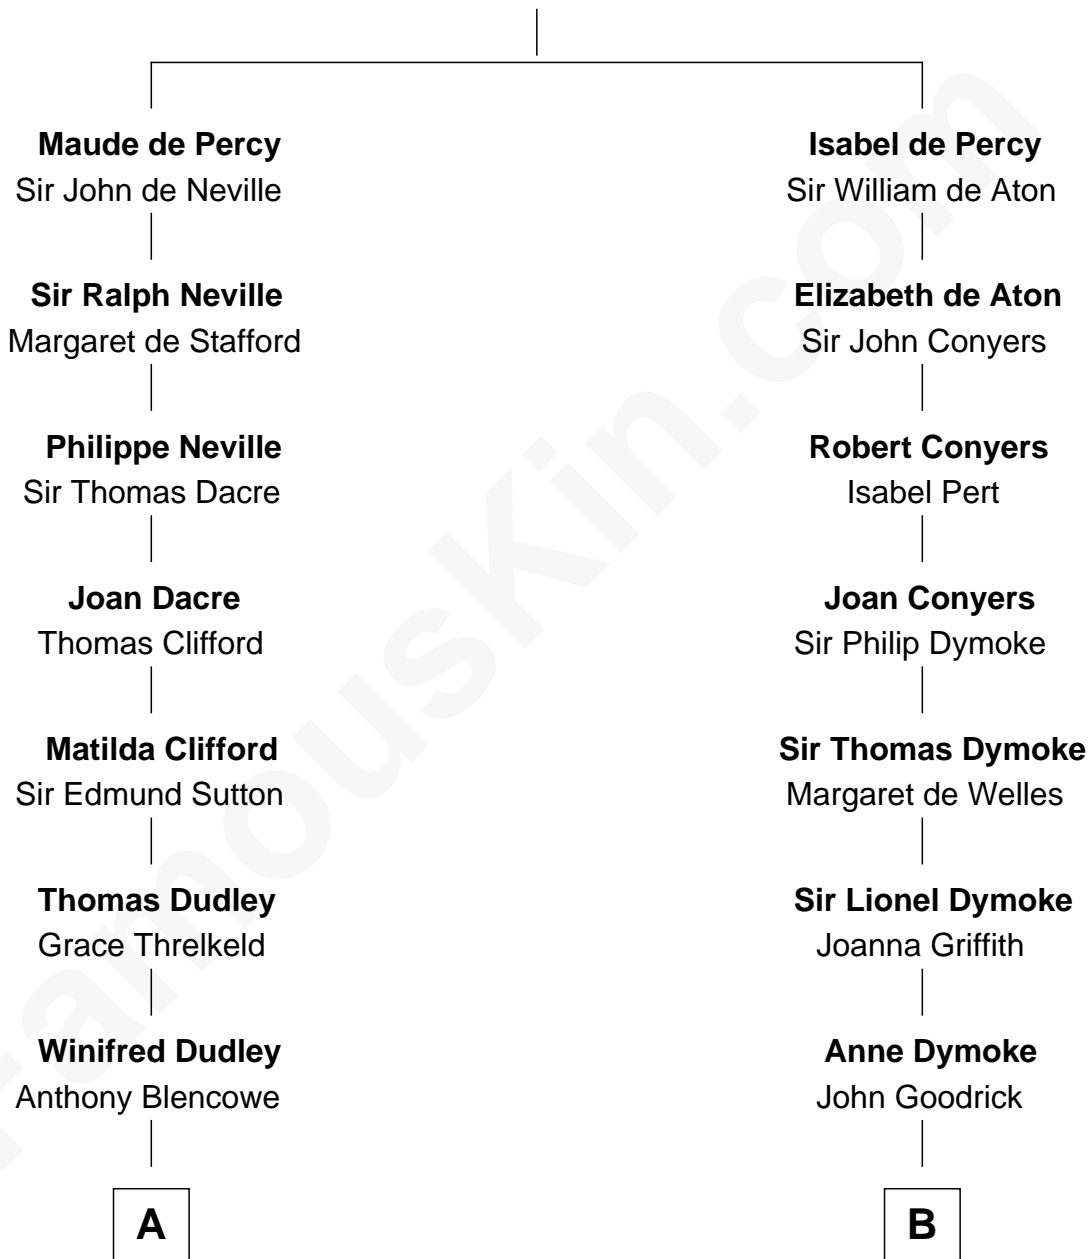 Maude de Percy
Sir John de Neville
Sir Ralph Neville
Margaret de Stafford
Philippe Neville
Sir Thomas Dacre
Joan Dacre
Thomas Clifford
Matilda Clifford
Sir Edmund Sutton
Thomas Dudley
Grace Threlkeld
Winifred Dudley
Anthony Blencowe
A
Isabel de Percy
Sir William de Aton
Elizabeth de Aton
Sir John Conyers
Robert Conyers
Isabel Pert
Joan Conyers
Sir Philip Dymoke
Sir Thomas Dymoke
Margaret de Welles
Sir Lionel Dymoke
Joanna Griffith
Anne Dymoke
John Goodrick
B
FamousKin.com